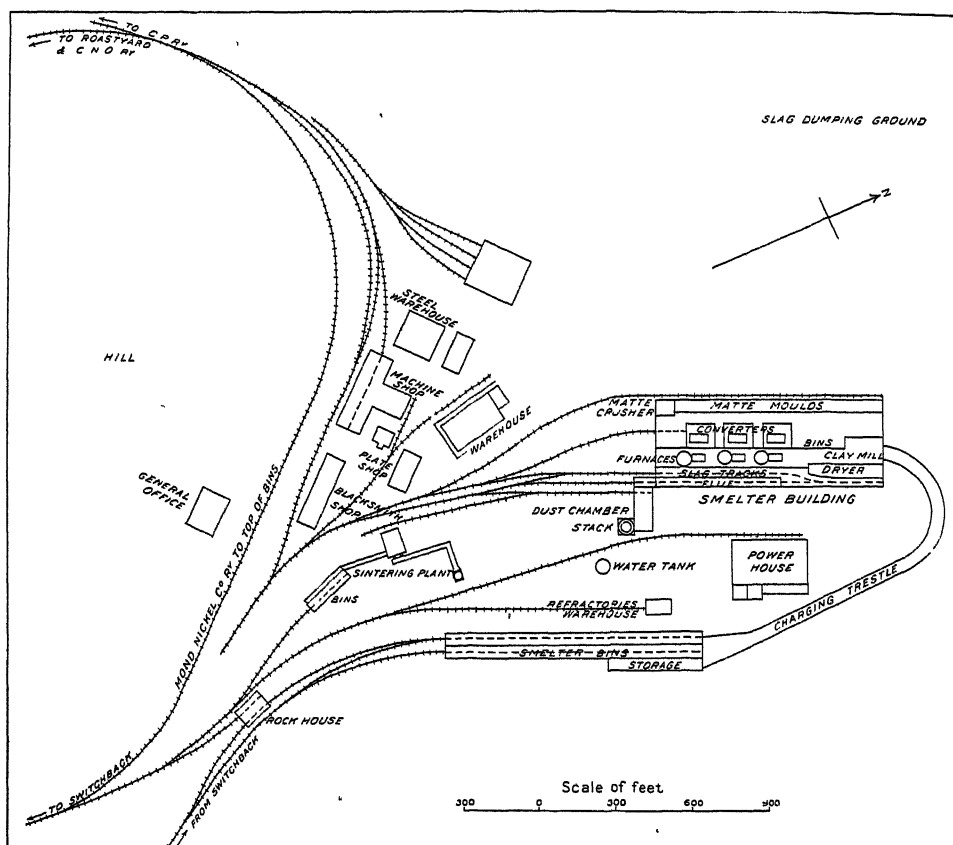 TO C P RY
TO ROASTYARD
& C N O RY
SLAG DUMPING GROUND
N
STEEL
WAREHOUSE
HILL
MACHINE
SHOP
MATTE
CRUSHER
MATTE MOULDS
CONVERTERS
WAREHOUSE
BINS
PLATE
SHOP
FURNACES
CLAY MILL
SLAG TRACKS
DRYER
FLUE
GENERAL
OFFICE
BLACKSMITH
SHOP
SMELTER BUILDING
DUST CHAMBER
STACK
MOND NICKEL Cº RY TO TOP OF BINS
SINTERING PLANT
WATER TANK
POWER
HOUSE
BINS
REFRACTORIES
WAREHOUSE
CHARGING TRESTLE
SMELTER BINS
STORAGE
ROCK HOUSE
TO SWITCHBACK
FROM SWITCHBACK
Scale of feet
300 0 300 600 900